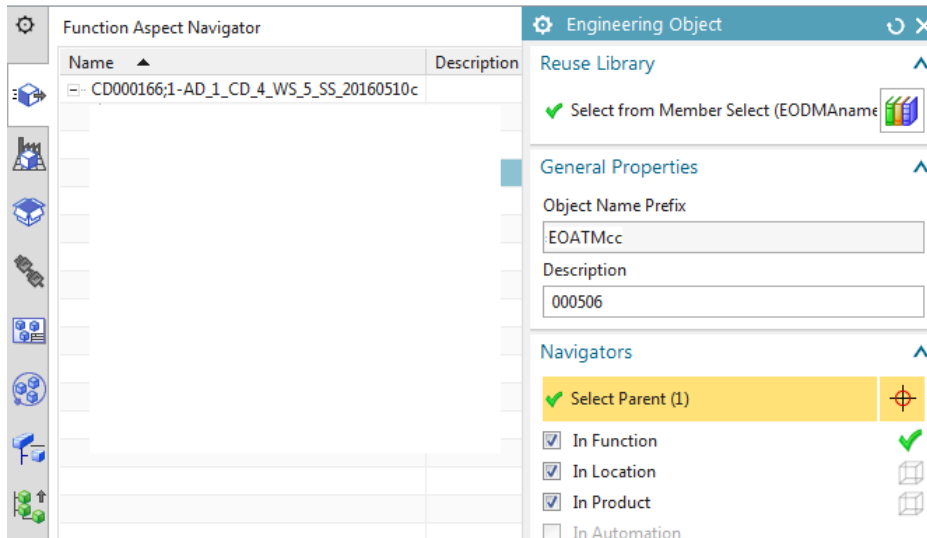 Function Aspect Navigator
Name
Description
CD000166;1-AD_1_CD_4_WS_5_SS_20160510c
Engineering Object
Reuse Library
Select from Member Select (EODMAname
General Properties
Object Name Prefix
EOATMcc
Description
000506
Navigators
Select Parent (1)
In Function
In Location
In Product
In Automation